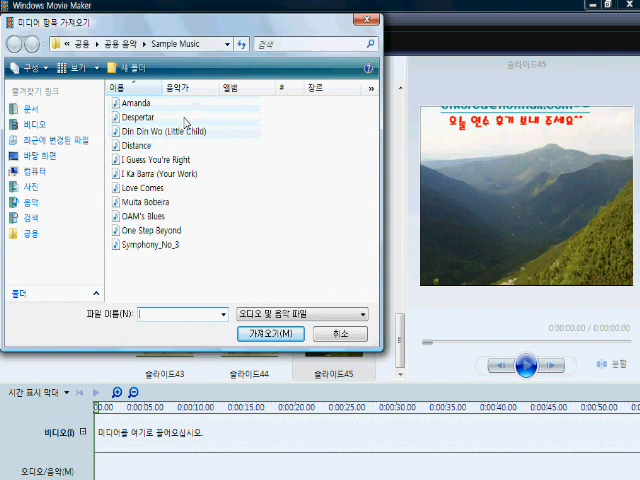 Windows Movie Maker
미디어 항목 가져오기
« 공용 › 공용 음악 › Sample Music
검색
구성 보기 새 폴더
즐겨찾기 링크
문서
비디오
최근에 변경된 파일
바탕 화면
컴퓨터
사진
음악
검색
공용
폴더
이름 음악가 앨범 # 장르 »
Amanda
Despertar
Din Din Wo (Little Child)
Distance
I Guess You're Right
I Ka Barra (Your Work)
Love Comes
Muita Bobeira
OAM's Blues
One Step Beyond
Symphony_No_3
파일 이름(N):
오디오 및 음악 파일
가져오기(M) 취소
슬라이드45
오늘 연수 후기 보내 주세요^^
0:00:00.00 / 0:00:00.00
분할
슬라이드43 슬라이드44 슬라이드45
시간 표시 막대
0:00:05.00 0:00:10.00 0:00:15.00 0:00:20.00 0:00:25.00 0:00:30.00 0:00:35.00 0:00:40.00 0:00:45.00 0:00:50.00
비디오(I)
미디어를 여기로 끌어오십시오.
오디오/음악(M)